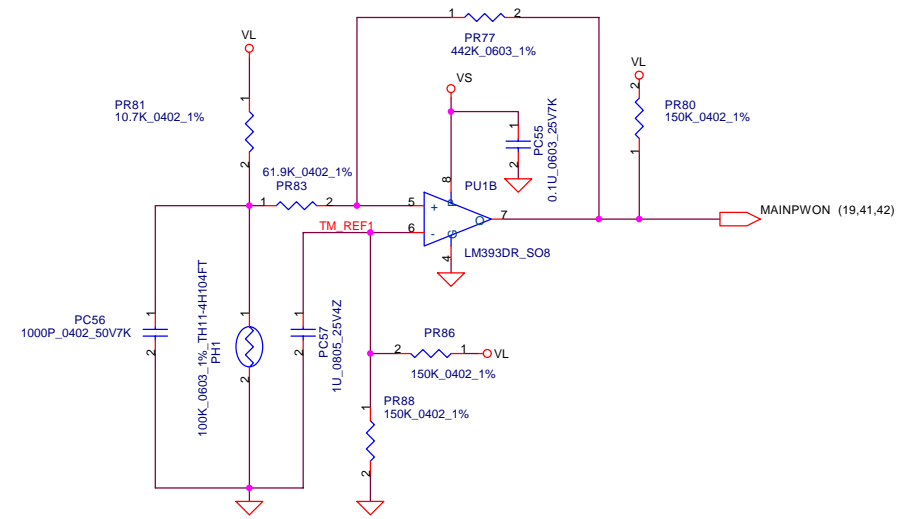 1
2
PR77
442K_0603_1%
VL
VS
VL
PR81
10.7K_0402_1%
1
2
1
2
PC55
0.1U_0603_25V7K
2
1
PR80
150K_0402_1%
61.9K_0402_1%
PR83
1
2
8
PU1B
5
+
P
O
7
MAINPWON (19,41,42)
TM_REF1
6
-
G
4
LM393DR_SO8
1
2
PC56
1000P_0402_50V7K
1
2
100K_0603_1%_TH11-4H104FT
PH1
1
2
PC57
1U_0805_25V4Z
PR86
2
1
VL
150K_0402_1%
PR88
150K_0402_1%
1
2